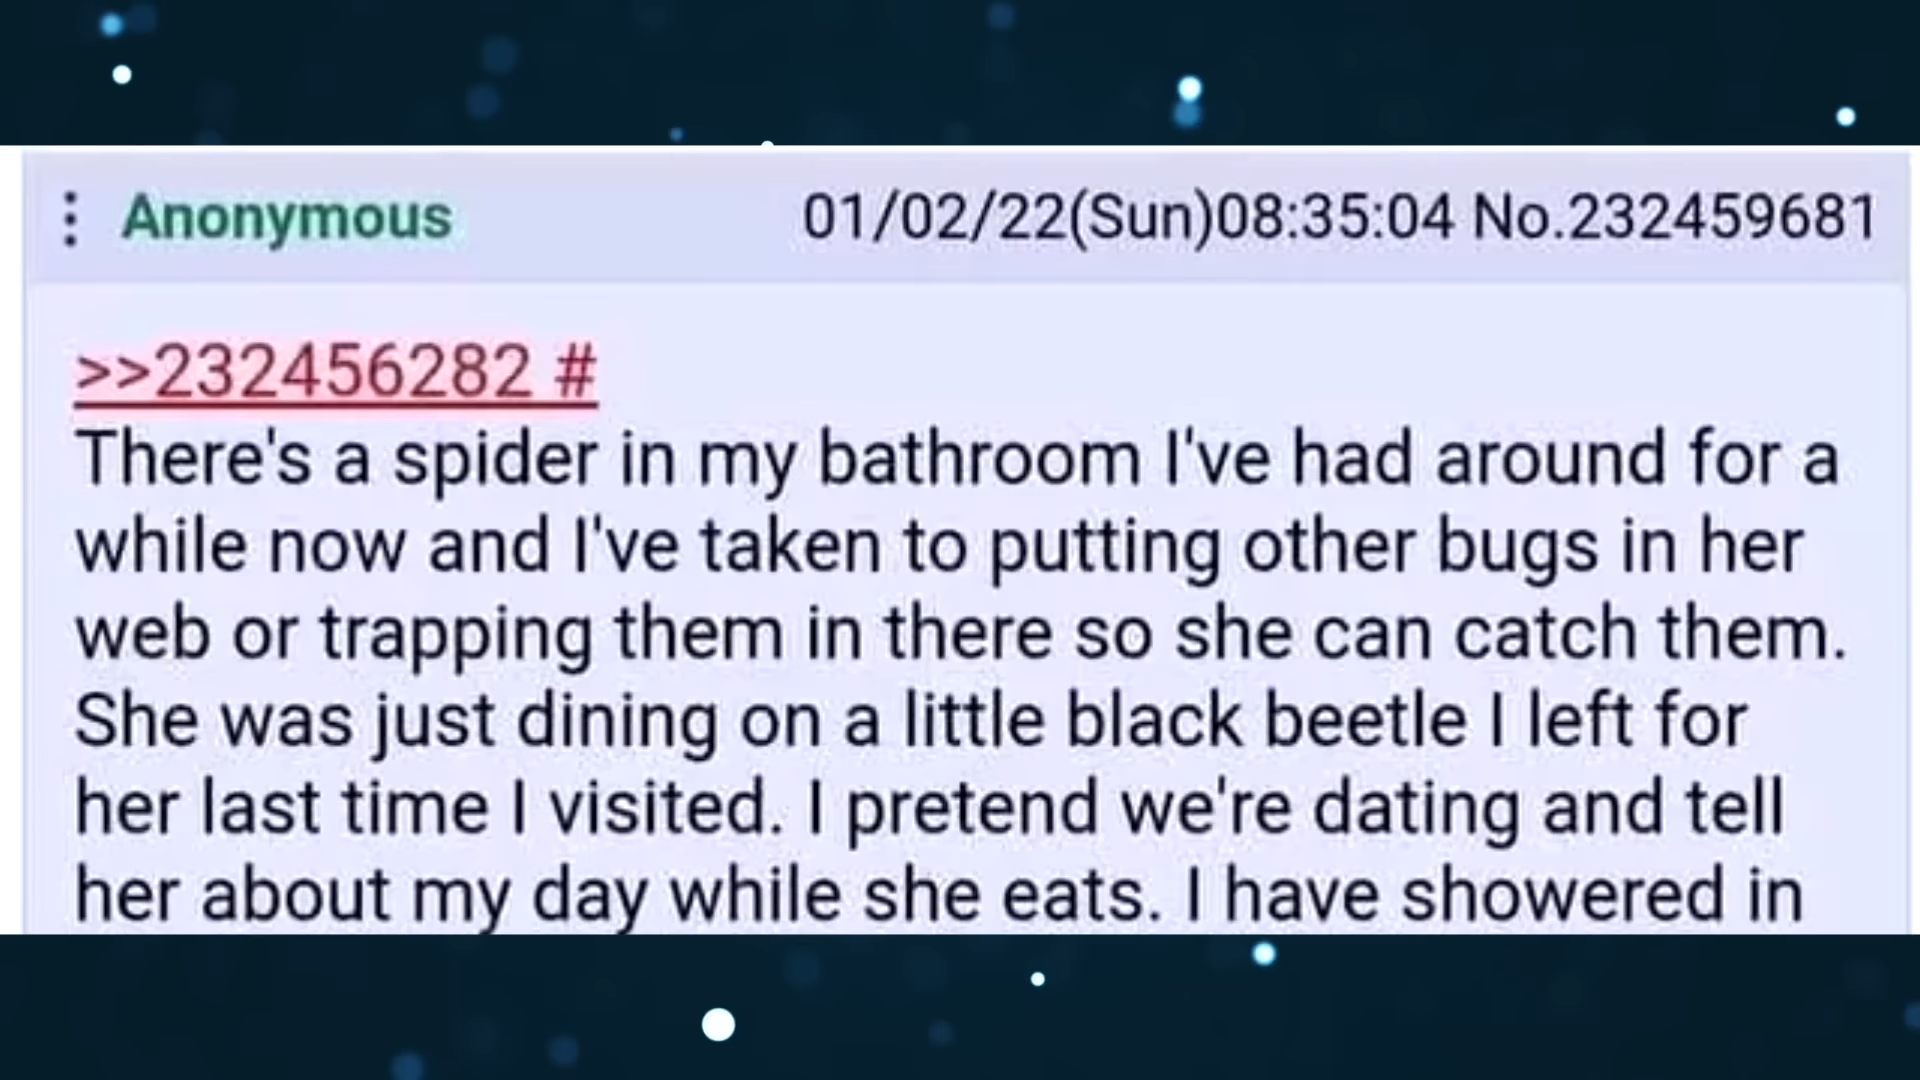 Anonymous 01/02/22(Sun)08:35:04 No.232459681
>>232456282 #
There's a spider in my bathroom I've had around for a
while now and I've taken to putting other bugs in her
web or trapping them in there so she can catch them.
She was just dining on a little black beetle I left for
her last time I visited. I pretend we're dating and tell
her about my day while she eats. I have showered in